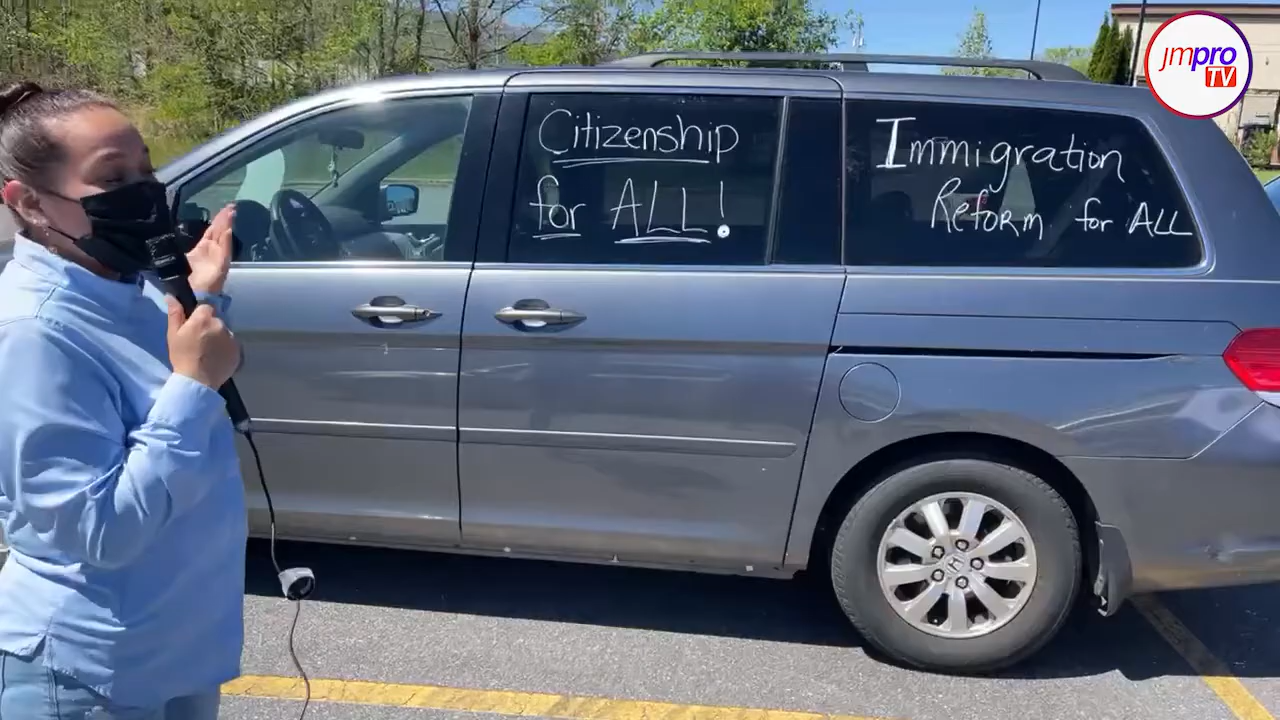 Citizenship
for ALL!
Immigration
Reform for ALL
jmpro
TV